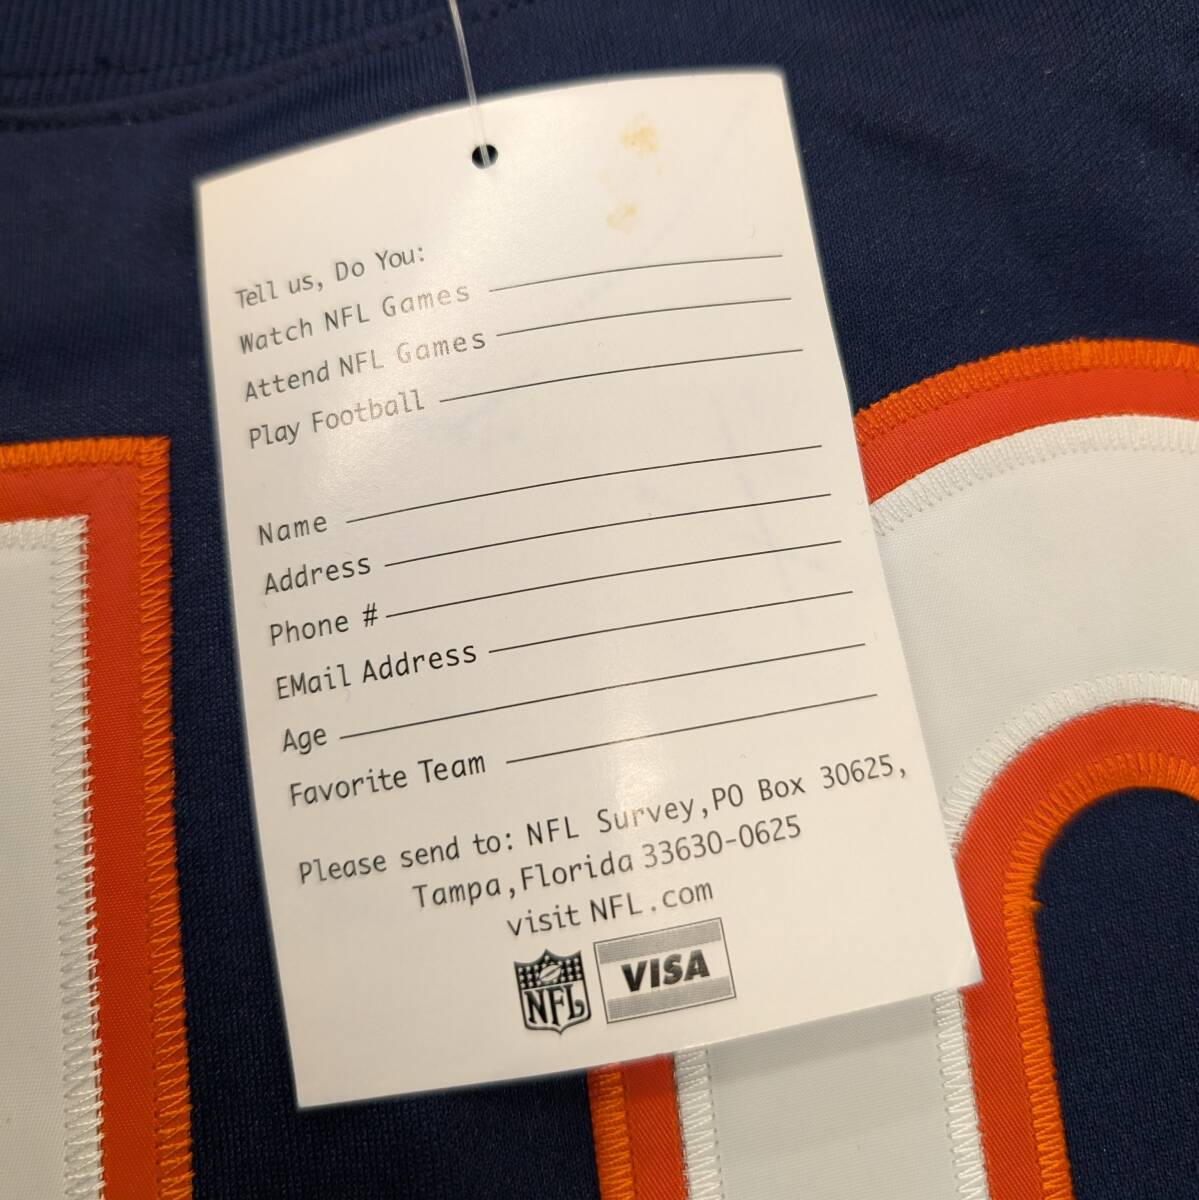 Tell us, Do You:
Watch NFL Games
Attend NFL Games
Play Football
Name
Address
Phone #
EMail Address
Age
Favorite Team
Please send to: NFL Survey,PO Box 30625,
Tampa,Florida 33630-0625
visit NFL.com
NFL VISA